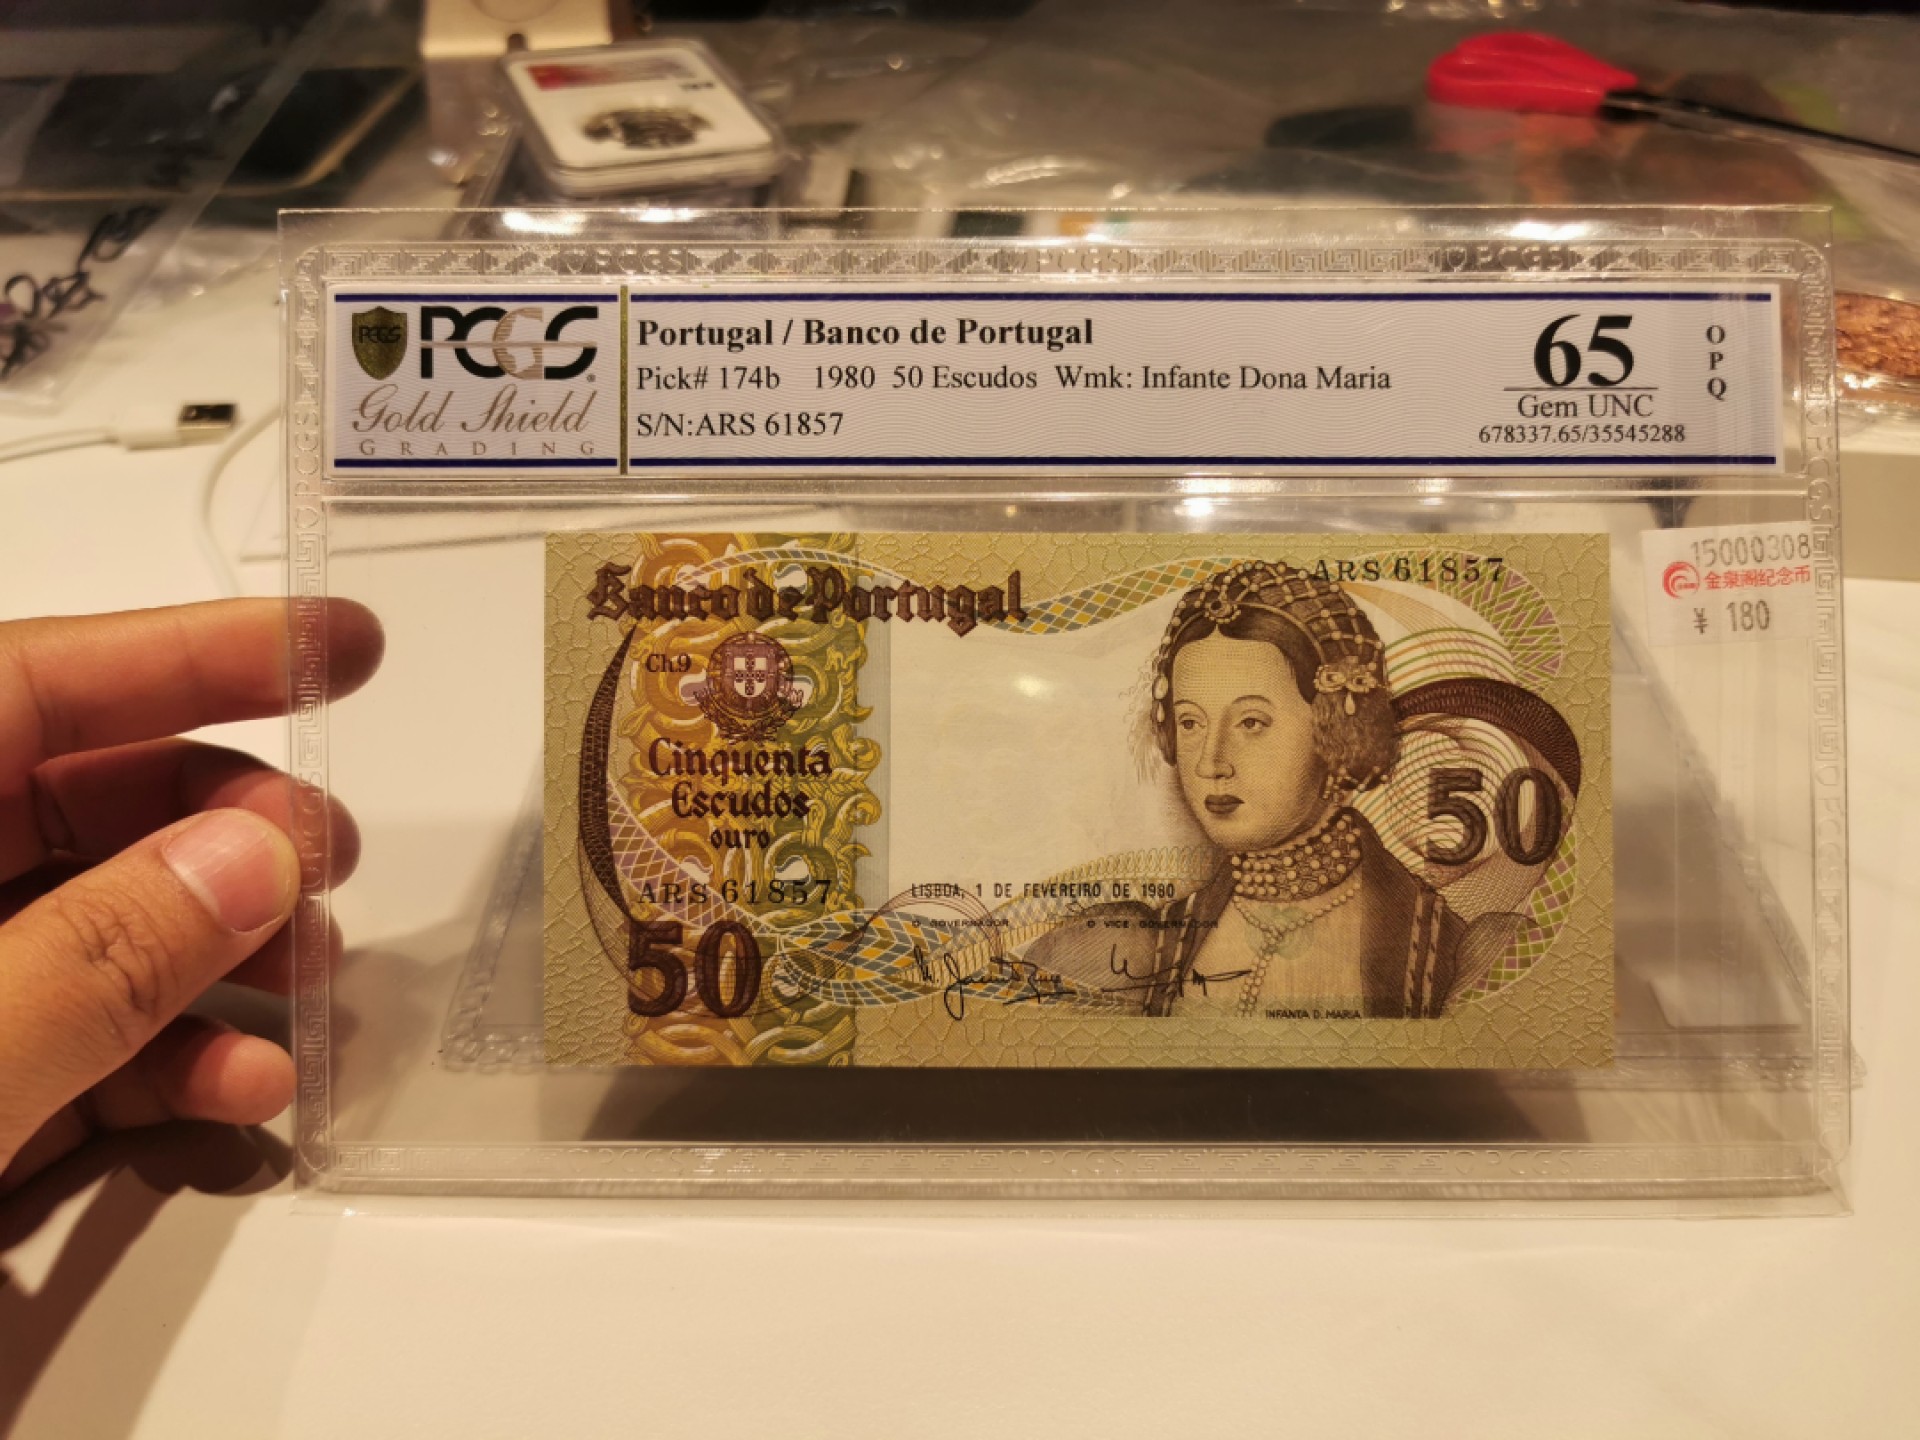 PCGS
PCGS
Gold Shield
GRADING
Portugal / Banco de Portugal
Pick# 174b 1980 50 Escudos Wmk: Infante Dona Maria
S/N:ARS 61857
65
Gem UNC
678337.65/35545288
OPQ
15000308
金泉阁纪念币
¥ 180
Banco de Portugal
ARS 61857
Ch.9
Cinquenta
Escudos
ouro
50
ARS 61857
LISBOA, 1 DE FEVEREIRO DE 1980
O GOVERNADOR
O VICE GOVERNADOR
50
INFANTA D. MARIA